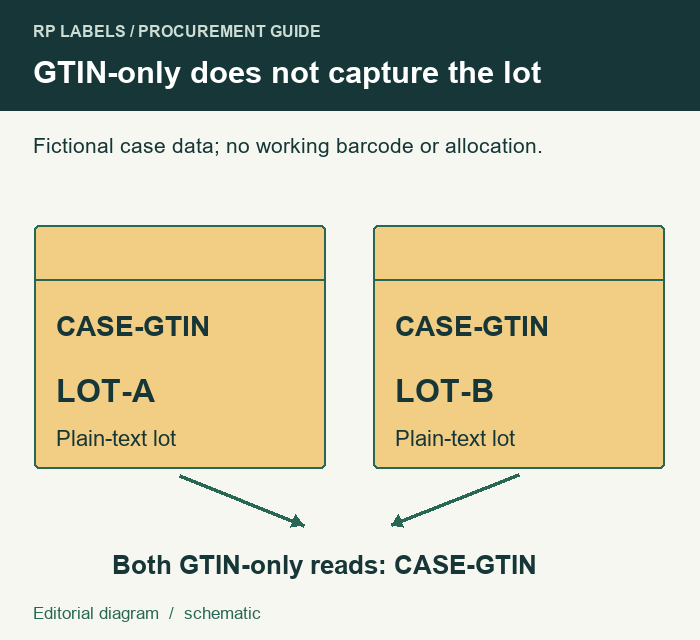 RP LABELS / PROCUREMENT GUIDE
GTIN-only does not capture the lot
Fictional case data; no working barcode or allocation.
CASE-GTIN
LOT-A
Plain-text lot
CASE-GTIN
LOT-B
Plain-text lot
Both GTIN-only reads: CASE-GTIN
Editorial diagram / schematic